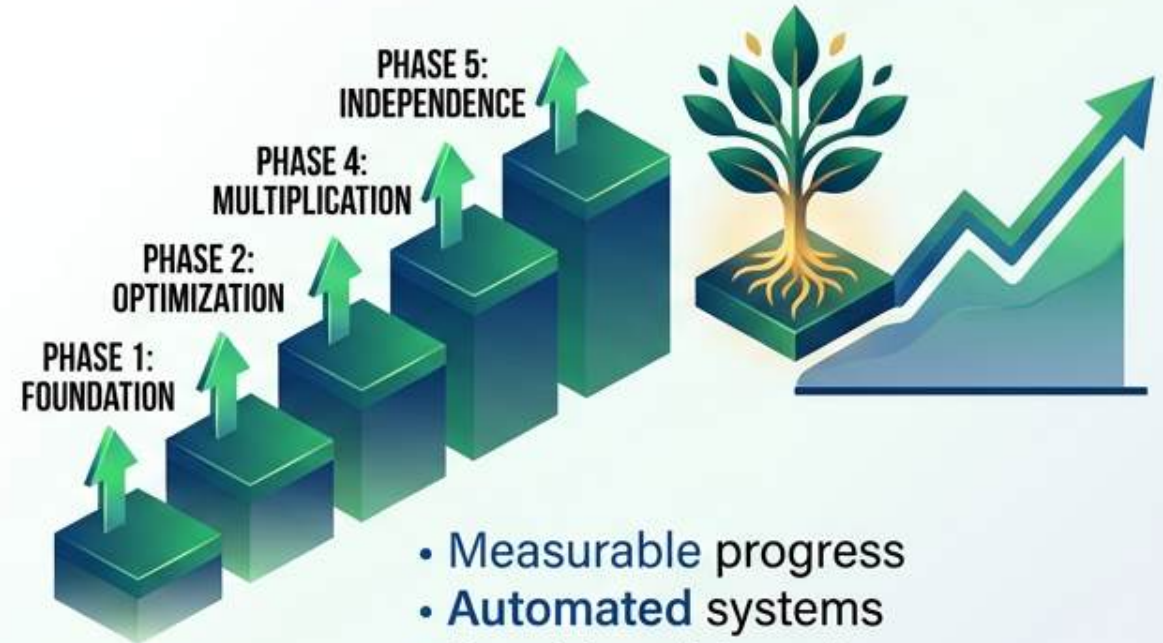 PHASE 5:
INDEPENDENCE
PHASE 4:
MULTIPLICATION
PHASE 2:
OPTIMIZATION
PHASE 1:
FOUNDATION
• Measurable progress
• Automated systems